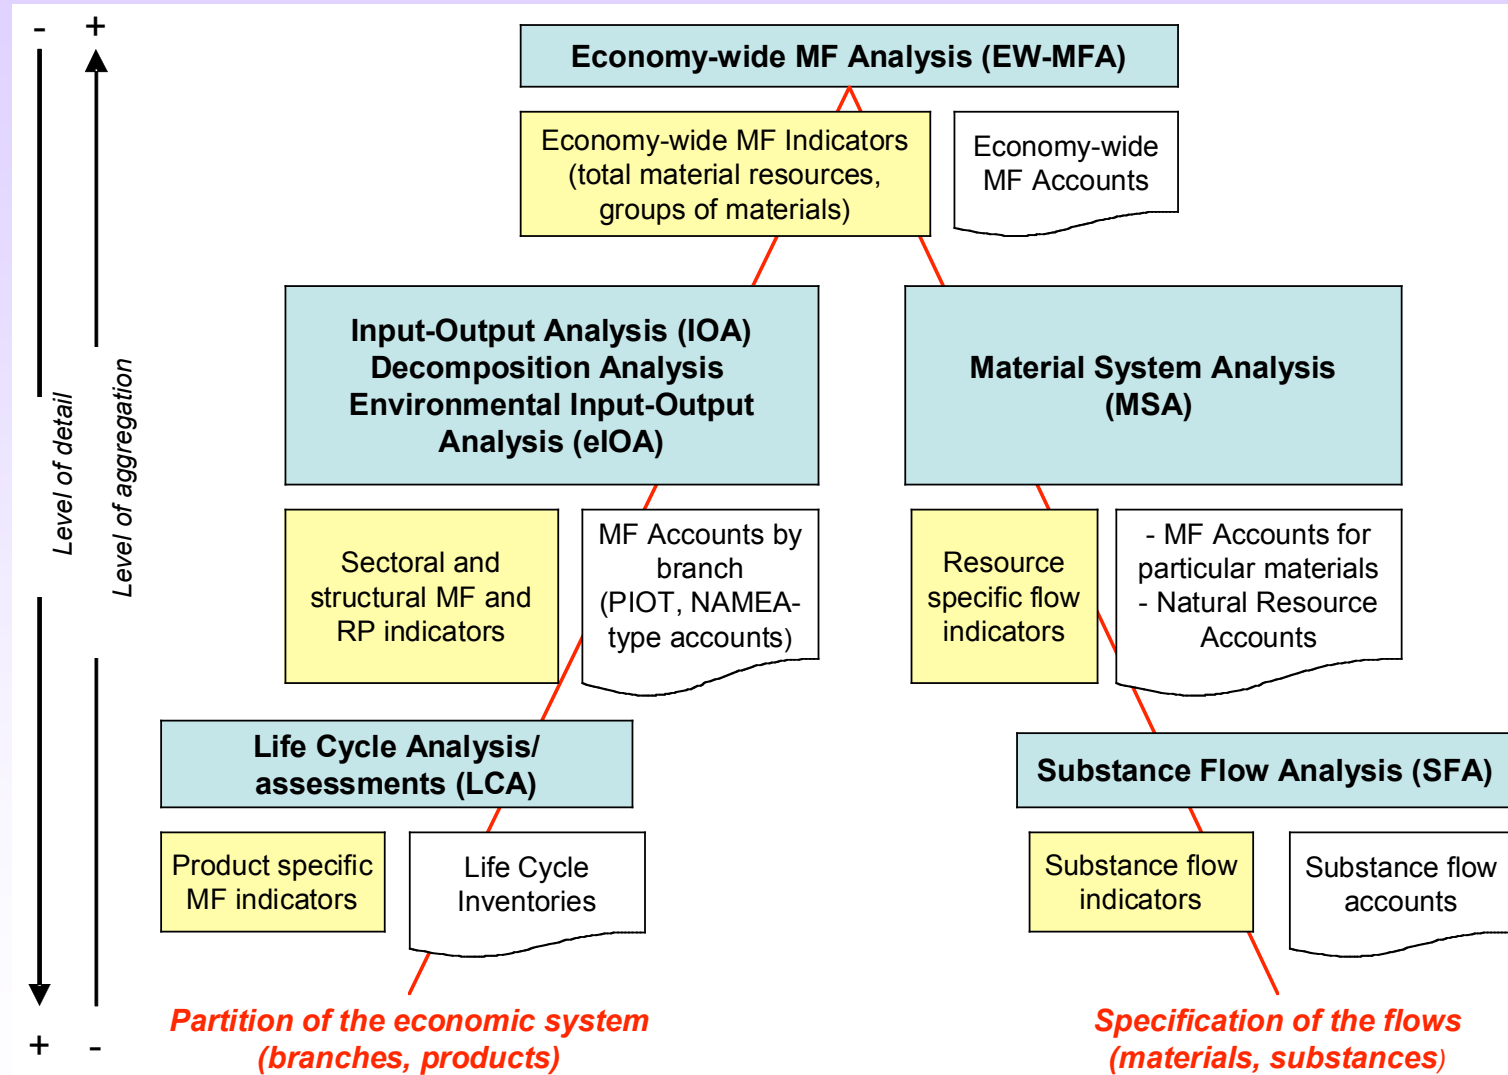 - +
Economy-wide MF Analysis (EW-MFA)
Economy-wide MF Indicators
(total material resources,
groups of materials)
Economy-wide
MF Accounts
Input-Output Analysis (IOA)
Decomposition Analysis
Environmental Input-Output
Analysis (eIOA)
Material System Analysis
(MSA)
Level of detail
Level of aggregation
Sectoral and
structural MF and
RP indicators
MF Accounts by
branch
(PIOT, NAMEA-
type accounts)
Resource
specific flow
indicators
- MF Accounts for
particular materials
- Natural Resource
Accounts
Life Cycle Analysis/
assessments (LCA)
Substance Flow Analysis (SFA)
Product specific
MF indicators
Life Cycle
Inventories
Substance flow
indicators
Substance flow
accounts
Partition of the economic system
(branches, products)
Specification of the flows
(materials, substances)
+ -